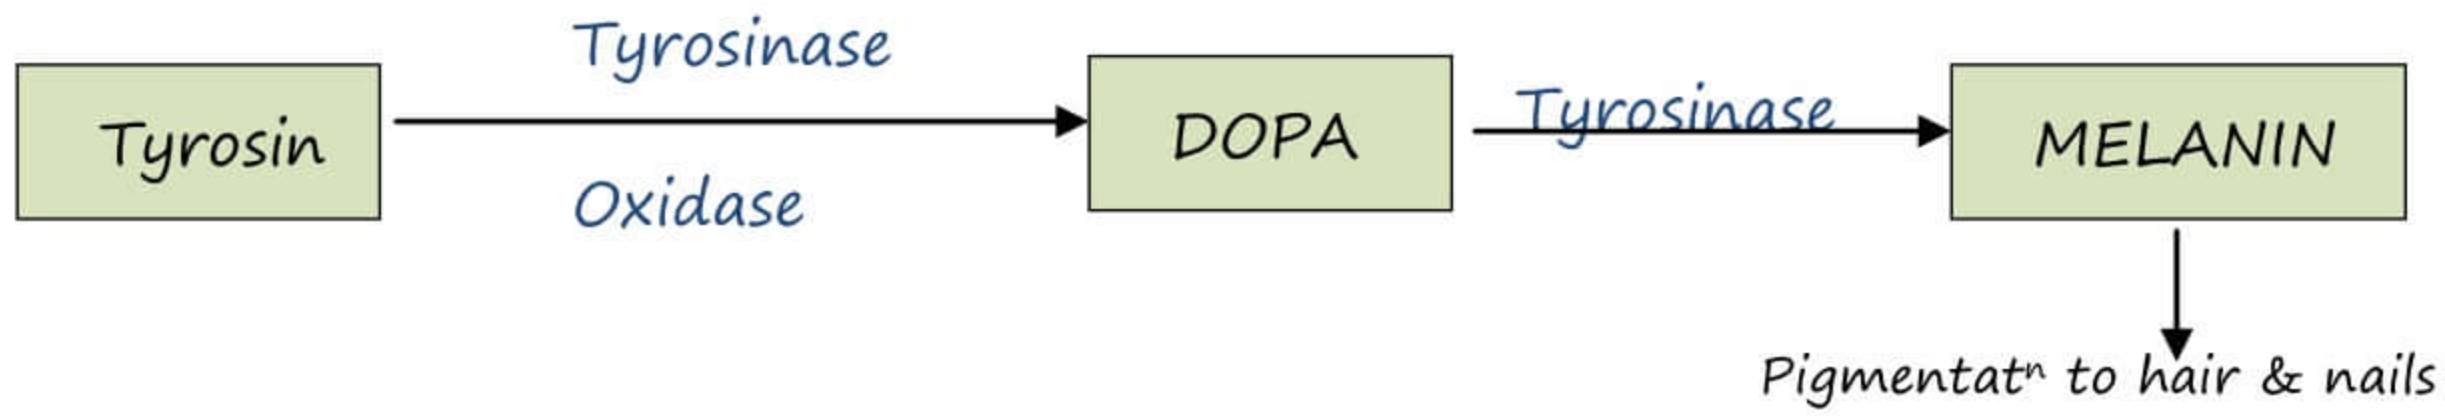 Tyrosin
Tyrosinase
Oxidase
DOPA
Tyrosinase
MELANIN
Pigmentatⁿ to hair & nails